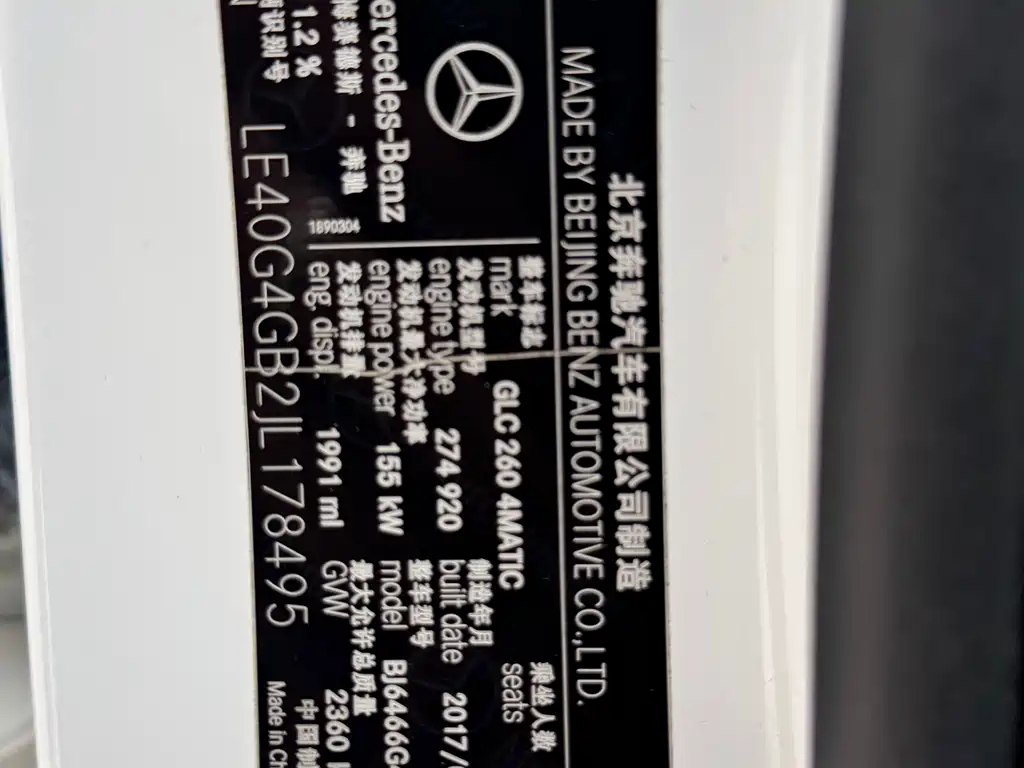 北京奔驰汽车有限公司制造
MADE BY BEIJING BENZ AUTOMOTIVE CO.,LTD.
整车标志 乘坐人数
mark GLC 260 4MATIC seats
发动机型号 制造年月
engine type 274 920 built date 2017/
发动机最大净功率 整车型号
engine power 155 kW model BJ6466G
发动机排量 最大允许总质量
eng. displ. 1991 ml GVW 2360
ercedes-Benz
梅赛德斯 - 奔驰
1890304
1.2 %
识别号
LE40G4GB2JL178495
中国制
Made in Ch